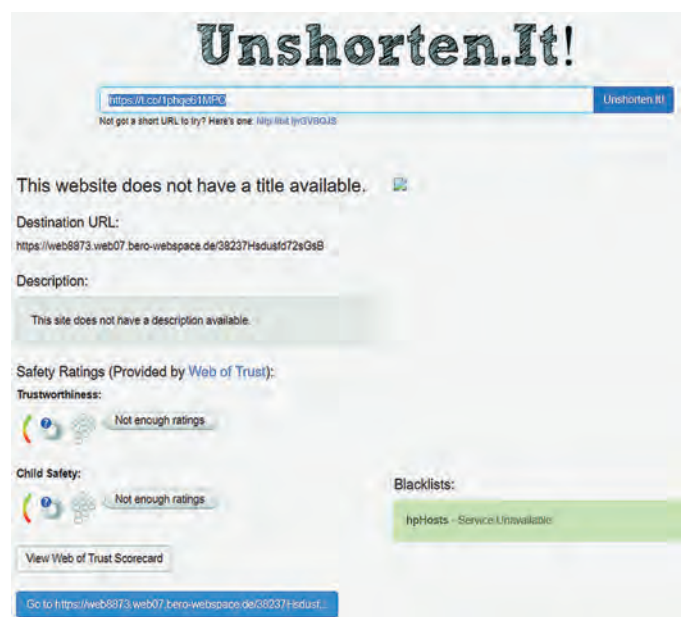 Unshorten.It!
https://t.co/1phqe61MPO
Unshorten.It!
Not got a short URL to try? Here's one:
This website does not have a title available.
Destination URL:
https://web8873.web07.bero-webspace.de/38237Hsdusfd72sGsB
Description:
This site does not have a description available.
Safety Ratings (Provided by Web of Trust):
Trustworthiness:
Not enough ratings
Child Safety:
Not enough ratings
Blacklists:
hpHosts - Service Unavailable
View Web of Trust Scorecard
Go to https://web8873.web07.bero-webspace.de/38237Hsdusf...